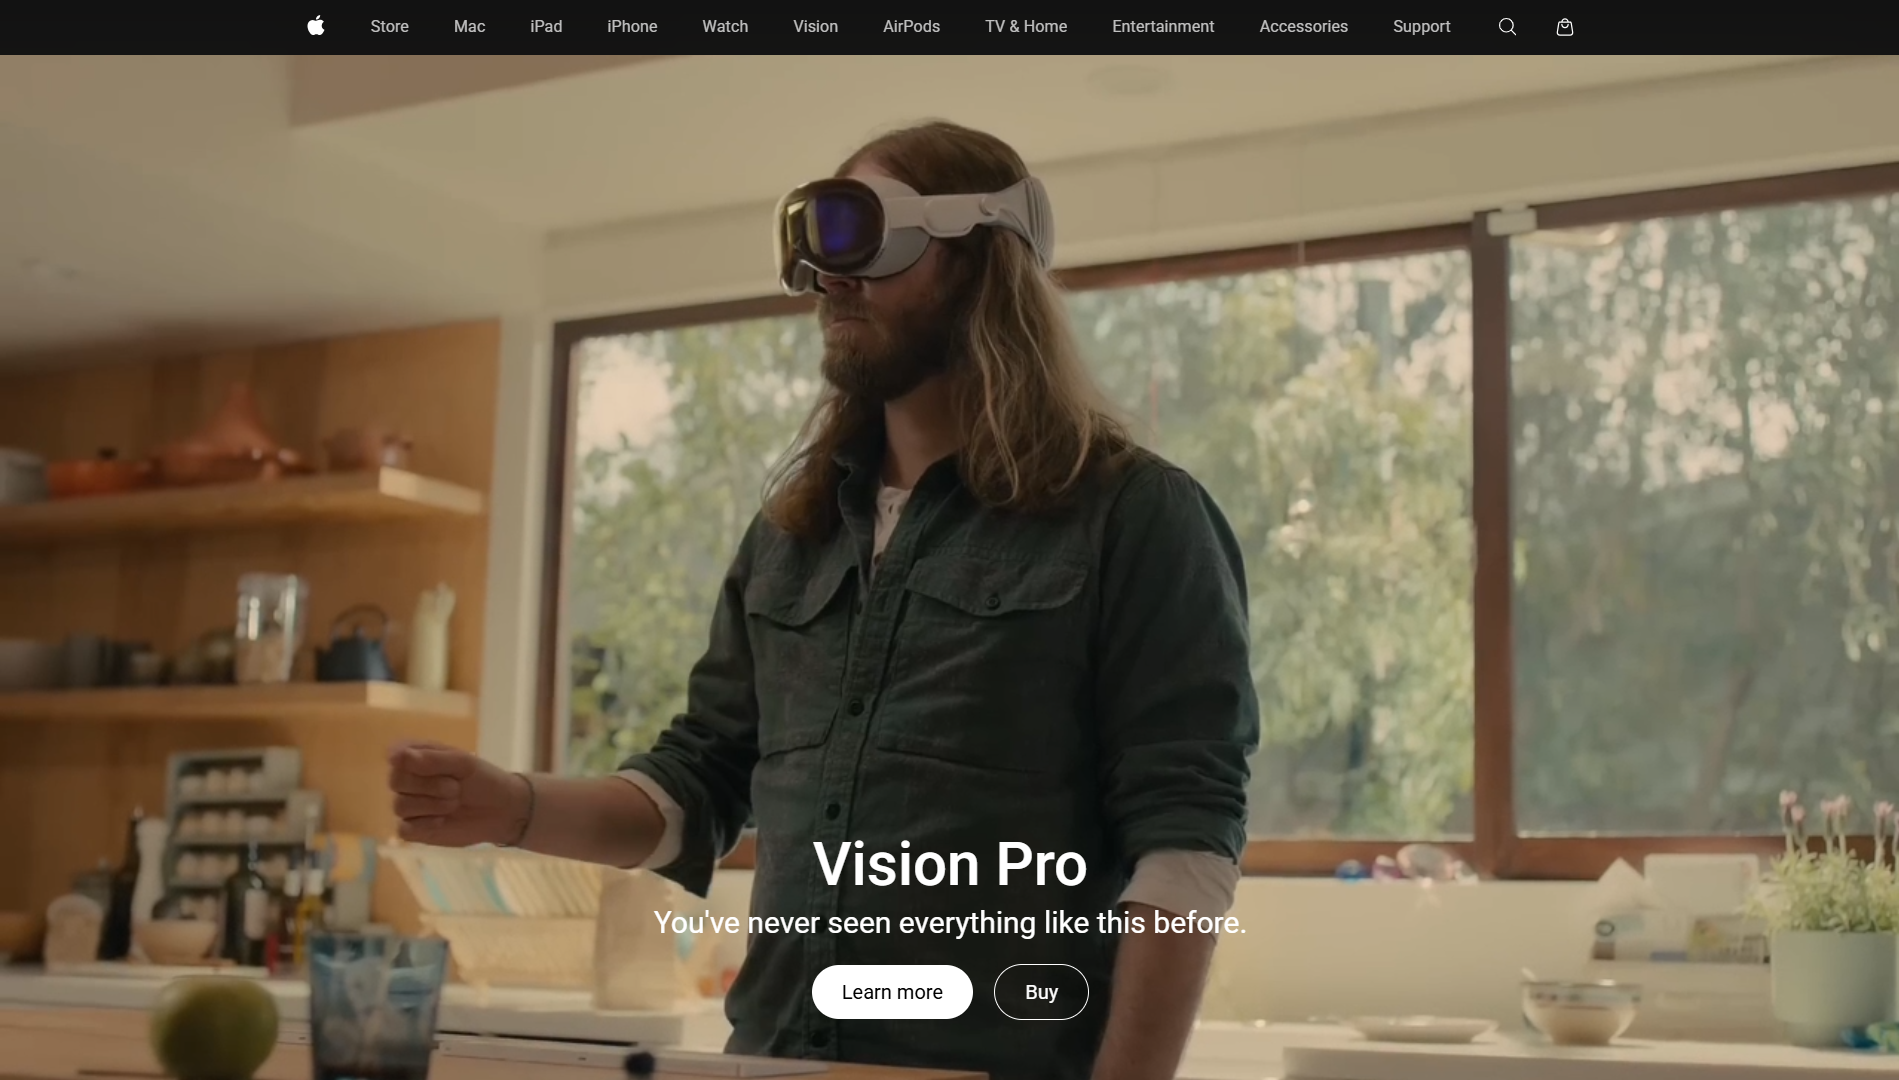 Store Mac iPad iPhone Watch Vision AirPods TV & Home Entertainment Accessories Support
Vision Pro
You've never seen everything like this before.
Learn more Buy